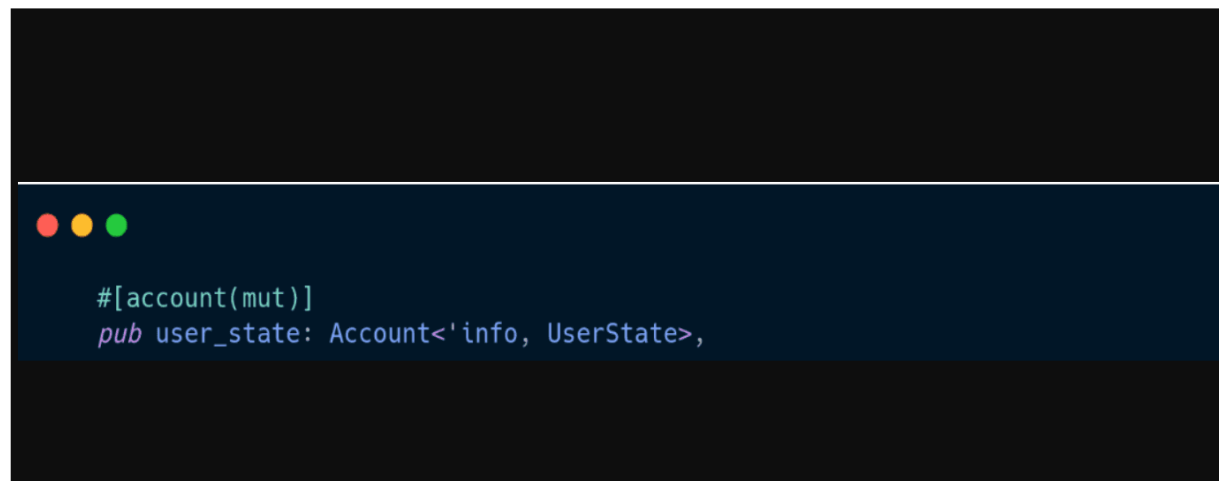 #[account(mut)]
pub user_state: Account<'info, UserState>,